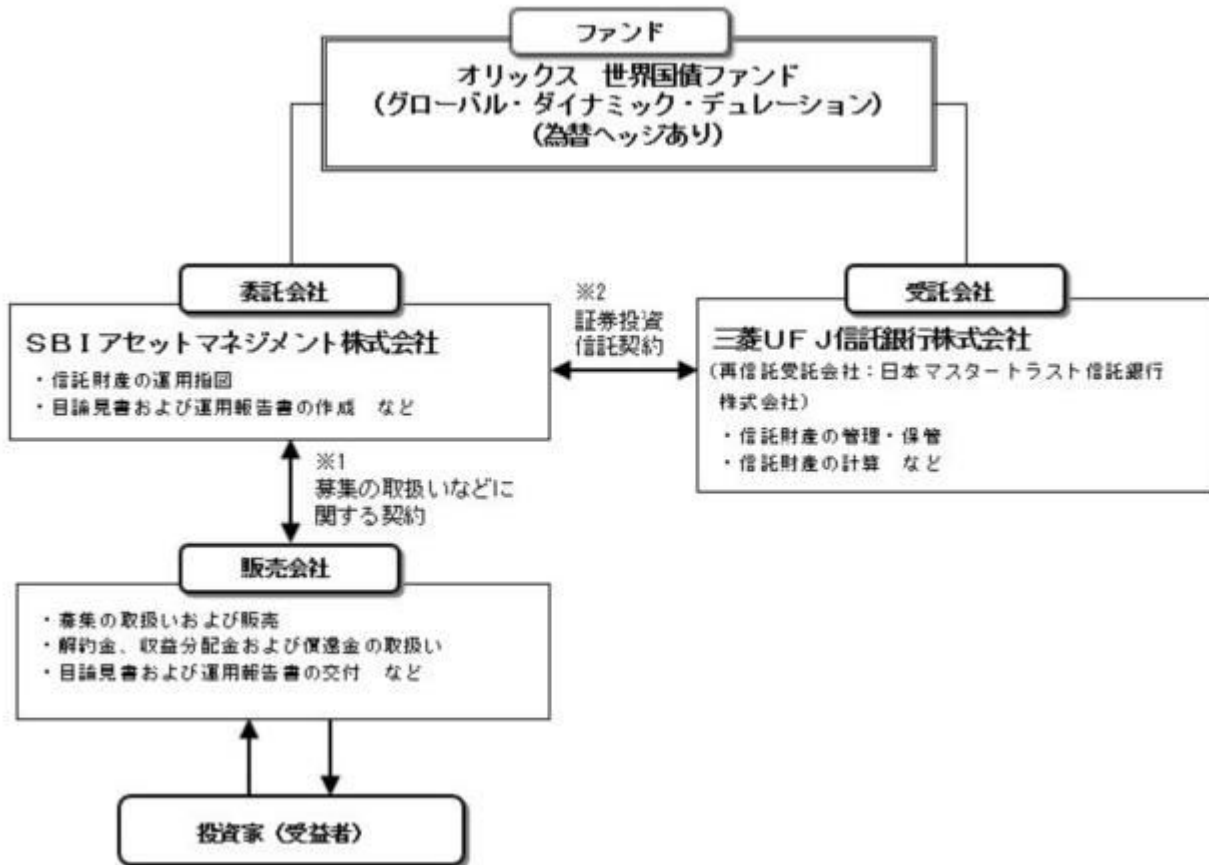 ファンド
オリックス 世界国債ファンド
(グローバル・ダイナミック・デュレーション)
(為替ヘッジあり)
委託会社
SBIアセットマネジメント株式会社
・信託財産の運用指図
・目論見書および運用報告書の作成 など
※2
証券投資
信託契約
受託会社
三菱UFJ信託銀行株式会社
(再信託受託会社:日本マスタートラスト信託銀行
株式会社)
・信託財産の管理・保管
・信託財産の計算 など
※1
募集の取扱いなどに
関する契約
販売会社
・募集の取扱いおよび販売
・解約金、収益分配金および償還金の取扱い
・目論見書および運用報告書の交付 など
投資家(受益者)